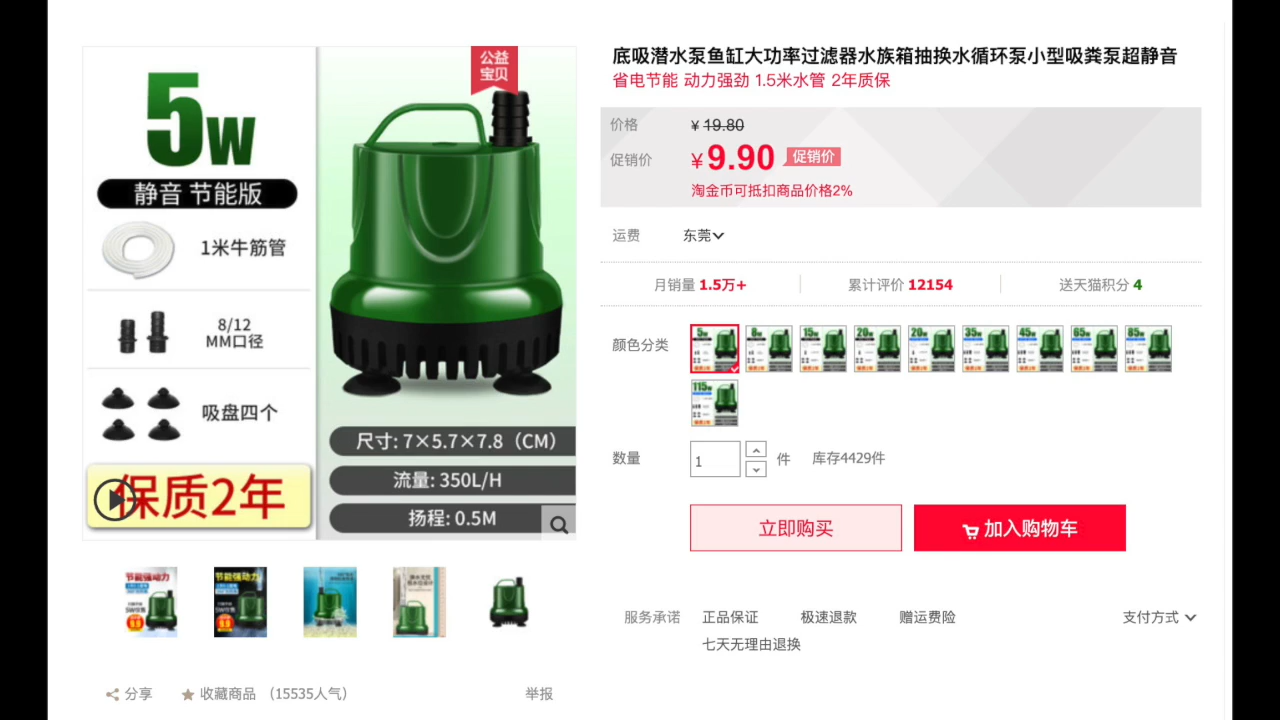 公益
宝贝
5W
静音 节能版
1米牛筋管
8/12
MM口径
吸盘四个
保质2年
尺寸: 7×5.7×7.8（CM）
流量: 350L/H
扬程: 0.5M
分享
收藏商品 （15535人气）
举报
底吸潜水泵鱼缸大功率过滤器水族箱抽换水循环泵小型吸粪泵超静音
省电节能 动力强劲 1.5米水管 2年质保
价格 ¥ 19.80
促销价 ¥ 9.90 促销价
淘金币可抵扣商品价格2%
运费 东莞
月销量 1.5万+ 累计评价 12154 送天猫积分 4
颜色分类 5w 8w 15w 20w 20w 35w 45w 65w 85w
115w
数量 1 件 库存4429件
立即购买 加入购物车
服务承诺 正品保证 极速退款 赠运费险 支付方式
七天无理由退换